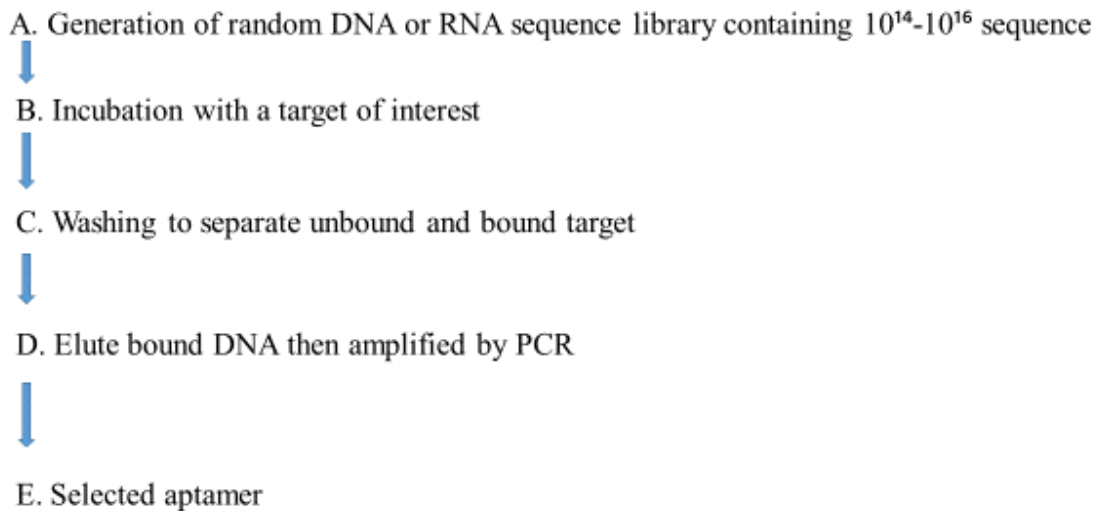 A. Generation of random DNA or RNA sequence library containing 10¹⁴-10¹⁶ sequence
B. Incubation with a target of interest
C. Washing to separate unbound and bound target
D. Elute bound DNA then amplified by PCR
E. Selected aptamer